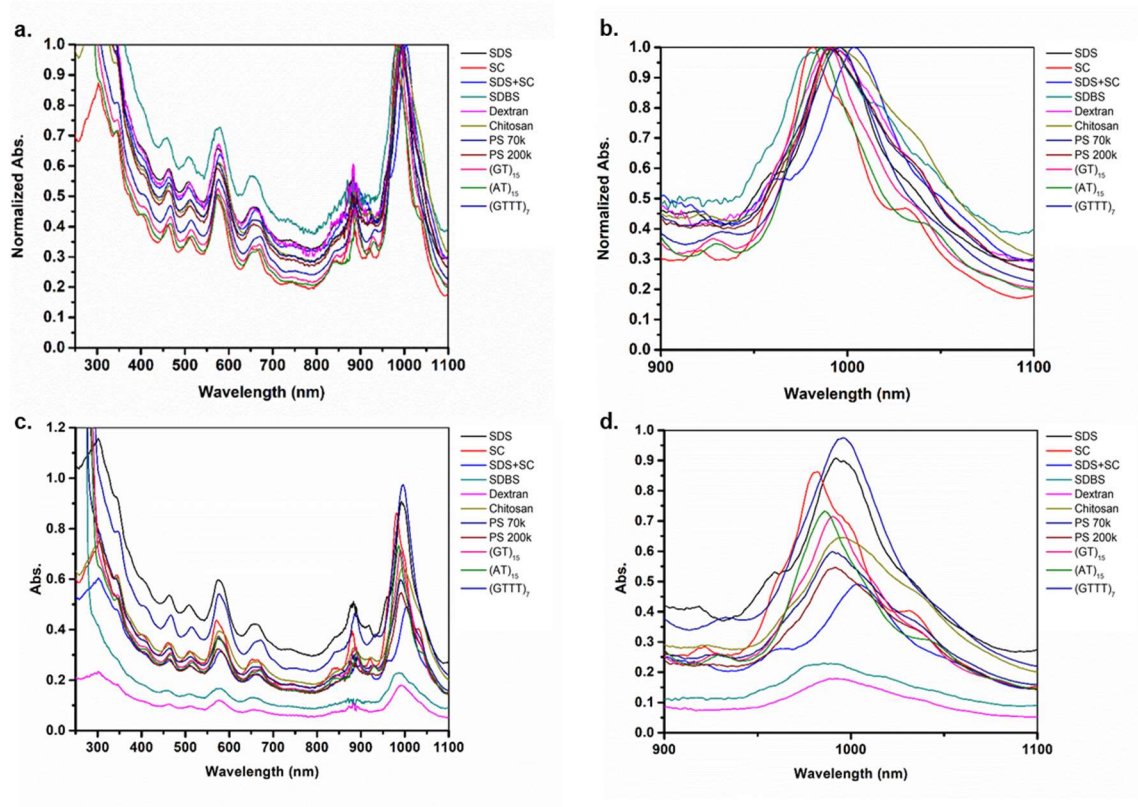 a.
1.0
0.9
0.8
0.7
0.6
0.5
0.4
0.3
0.2
0.1
0.0
Normalized Abs.
300 400 500 600 700 800 900 1000 1100
Wavelength (nm)
SDS
SC
SDS+SC
SDBS
Dextran
Chitosan
PS 70k
PS 200k
(GT)15
(AT)15
(GTTT)7
b.
1.0
0.9
0.8
0.7
0.6
0.5
0.4
0.3
0.2
0.1
0.0
Normalized Abs.
900 1000 1100
Wavelength (nm)
SDS
SC
SDS+SC
SDBS
Dextran
Chitosan
PS 70k
PS 200k
(GT)15
(AT)15
(GTTT)7
c.
1.2
1.0
0.8
0.6
0.4
0.2
0.0
Abs.
300 400 500 600 700 800 900 1000 1100
Wavelength (nm)
SDS
SC
SDS+SC
SDBS
Dextran
Chitosan
PS 70k
PS 200k
(GT)15
(AT)15
(GTTT)7
d.
1.0
0.9
0.8
0.7
0.6
0.5
0.4
0.3
0.2
0.1
0.0
Abs.
900 1000 1100
Wavelength (nm)
SDS
SC
SDS+SC
SDBS
Dextran
Chitosan
PS 70k
PS 200k
(GT)15
(AT)15
(GTTT)7